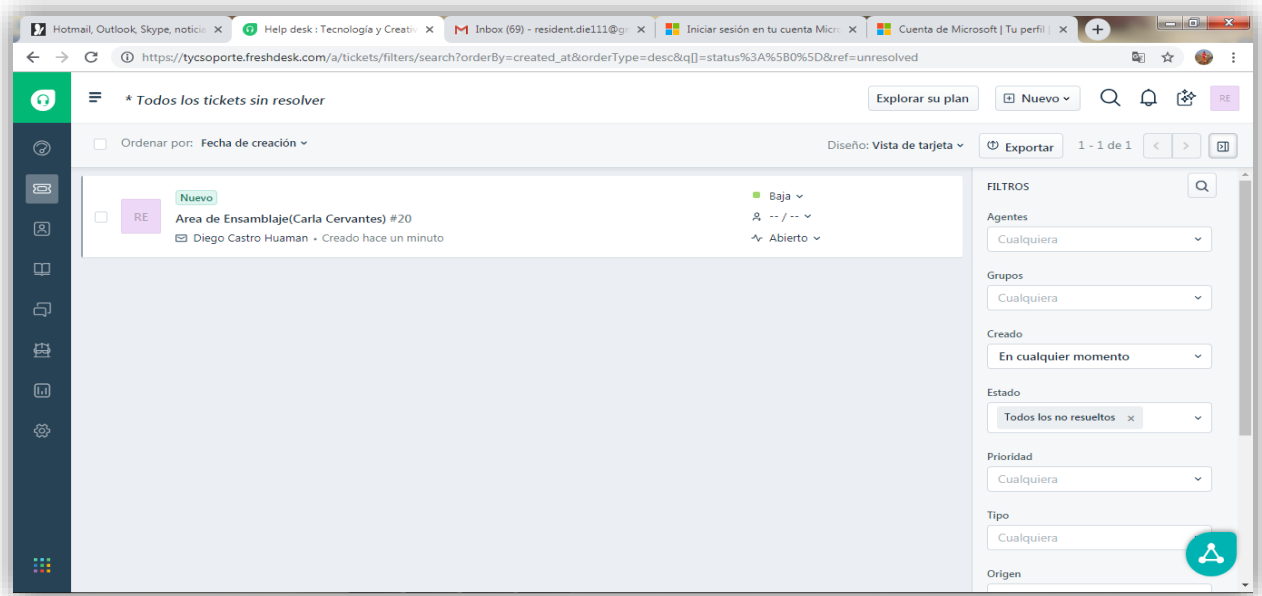 Hotmail, Outlook, Skype, noticia
Help desk : Tecnología y Creativ
Inbox (69) - resident.die111@gr
Iniciar sesión en tu cuenta Micro
Cuenta de Microsoft | Tu perfil
https://tycsoporte.freshdesk.com/a/tickets/filters/search?orderBy=created_at&orderType=desc&q[]=status%3A%5B0%5D&ref=unresolved
* Todos los tickets sin resolver
Explorar su plan
Nuevo
RE
Ordenar por: Fecha de creación
Diseño: Vista de tarjeta
Exportar
1 - 1 de 1
RE
Nuevo
Area de Ensamblaje(Carla Cervantes) #20
Diego Castro Huaman • Creado hace un minuto
Baja
-- / --
Abierto
FILTROS
Agentes
Cualquiera
Grupos
Cualquiera
Creado
En cualquier momento
Estado
Todos los no resueltos ×
Prioridad
Cualquiera
Tipo
Cualquiera
Origen